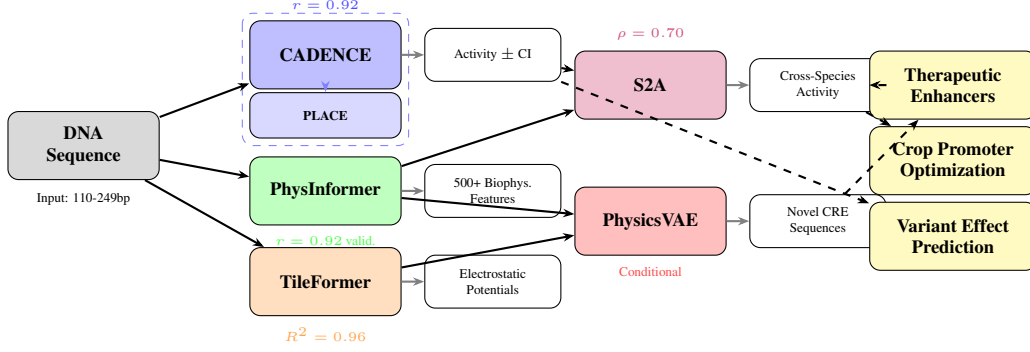 r = 0.92
CADENCE
PLACE
Activity ± CI
ρ = 0.70
S2A
Cross-Species
Activity
Therapeutic
Enhancers
DNA
Sequence
Input: 110-249bp
PhysInformer
r = 0.92 valid.
500+ Biophys.
Features
PhysicsVAE
Conditional
Novel CRE
Sequences
Crop Promoter
Optimization
Variant Effect
Prediction
TileFormer
R² = 0.96
Electrostatic
Potentials